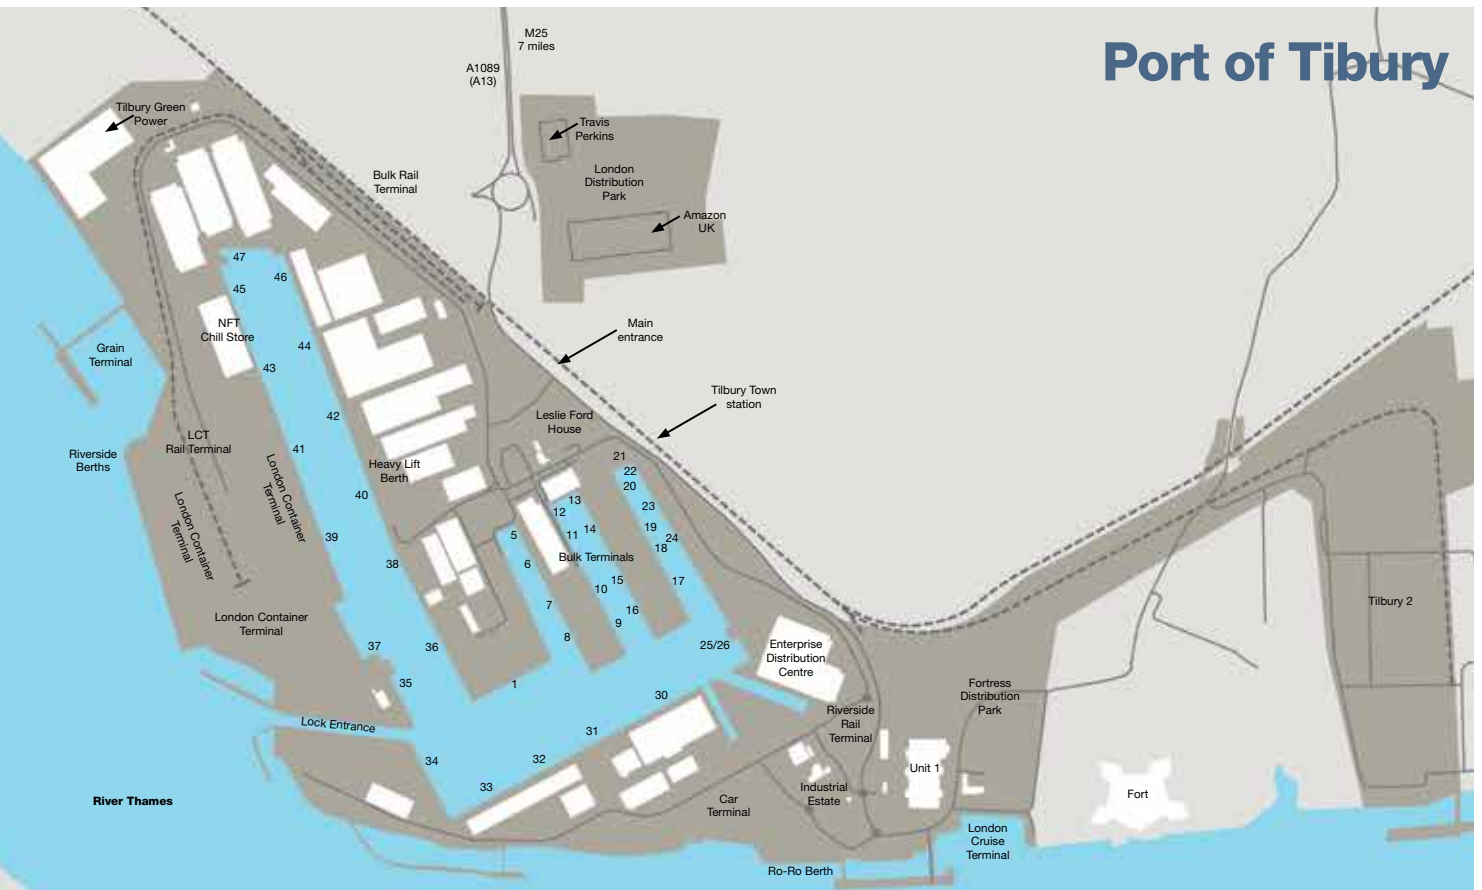 Port of Tibury
M25
7 miles
A1089
(A13)
Tilbury Green
Power
Travis
Perkins
Bulk Rail
Terminal
London
Distribution
Park
Amazon
UK
47
46
45
NFT
Chill Store
Main
entrance
Grain
Terminal
44
43
Tilbury Town
station
42
Leslie Ford
House
LCT
Rail Terminal
41
Riverside
Berths
Heavy Lift
Berth
London Container
Terminal
London Container
Terminal
40
39
38
21
22
20
23
19
24
18
17
13
12
14
11
5
Bulk Terminals
6
15
10
7
16
9
8
Tilbury 2
London Container
Terminal
37
36
35
1
25/26
Enterprise
Distribution
Centre
30
31
32
33
34
Lock Entrance
Riverside
Rail
Terminal
Fortress
Distribution
Park
Unit 1
Industrial
Estate
Car
Terminal
Fort
River Thames
London
Cruise
Terminal
Ro-Ro Berth